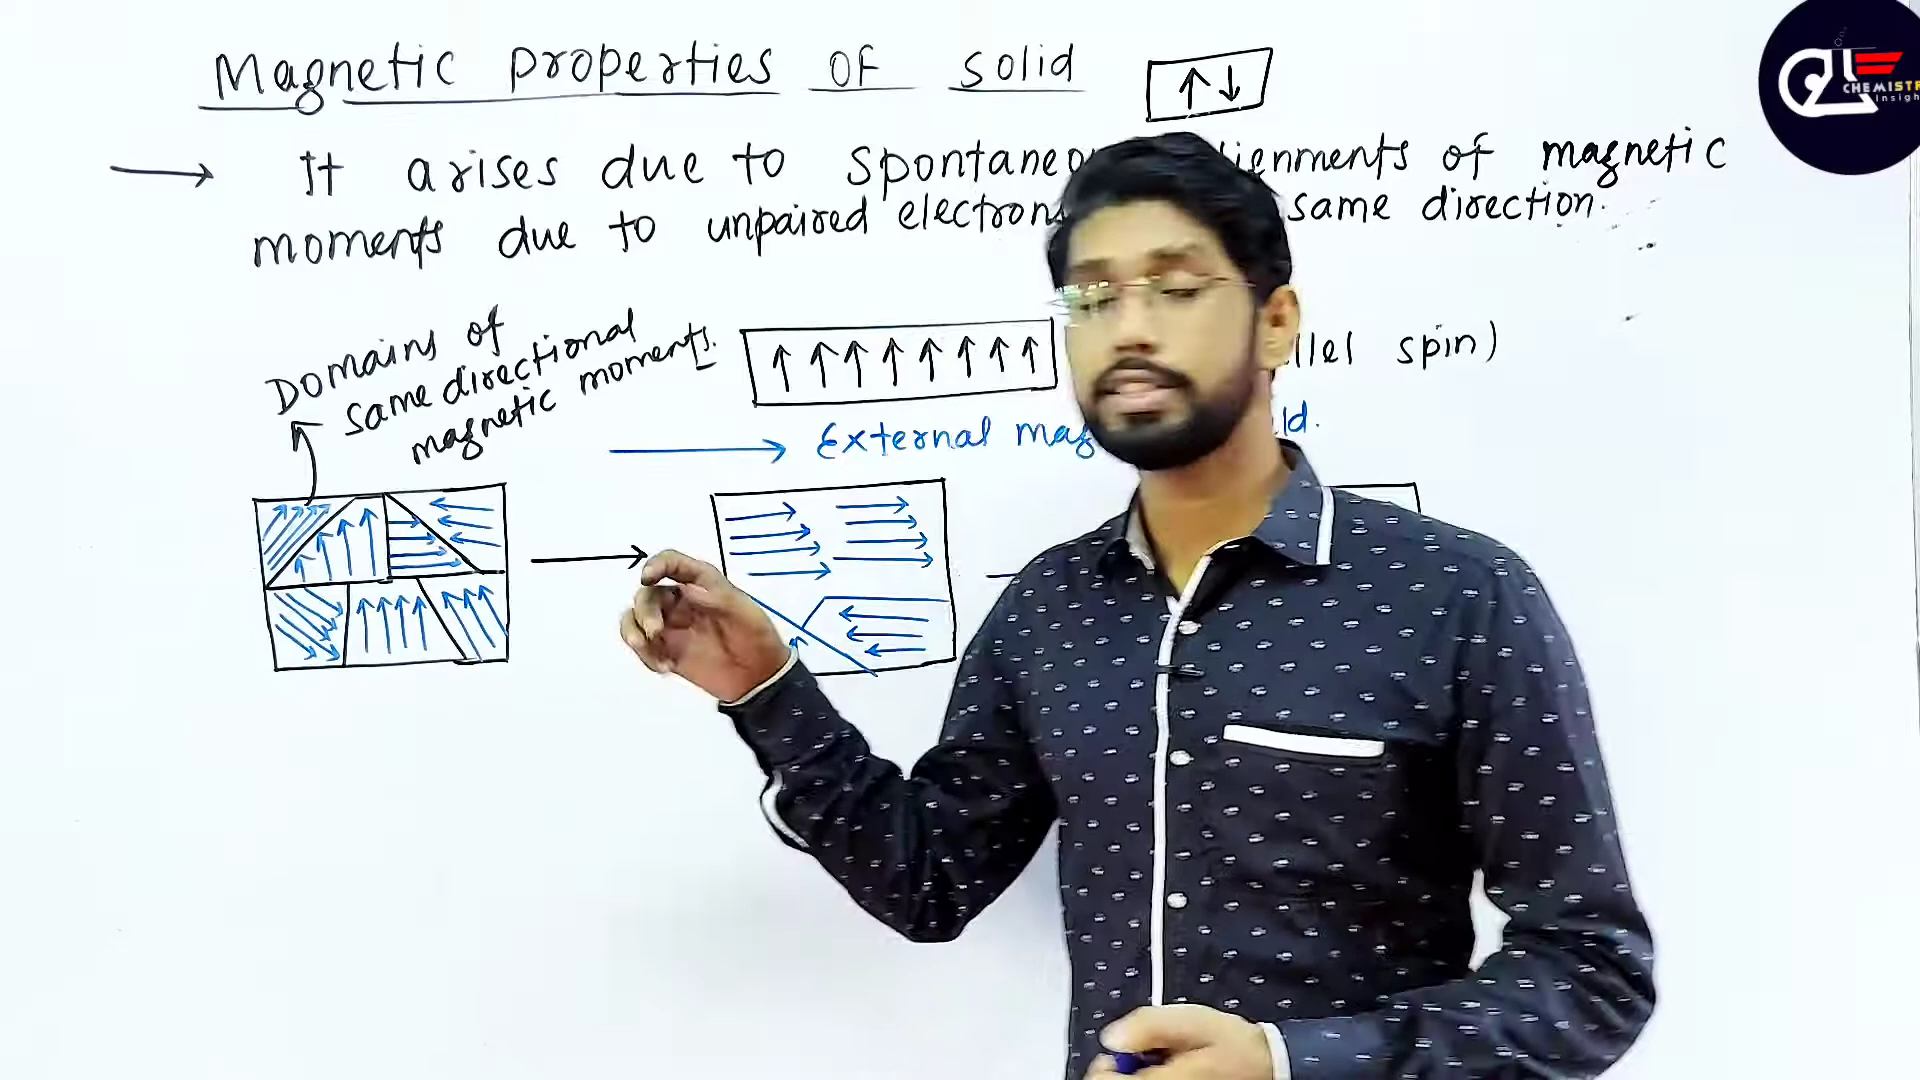 Magnetic properties of solid
→ It arises due to spontaneo lignments of magnetic
moments due to unpaired electron same direction.
Domains of
same directional
magnetic moments.
llel spin)
→ External mag ld.
CHEMISTR
Insigh